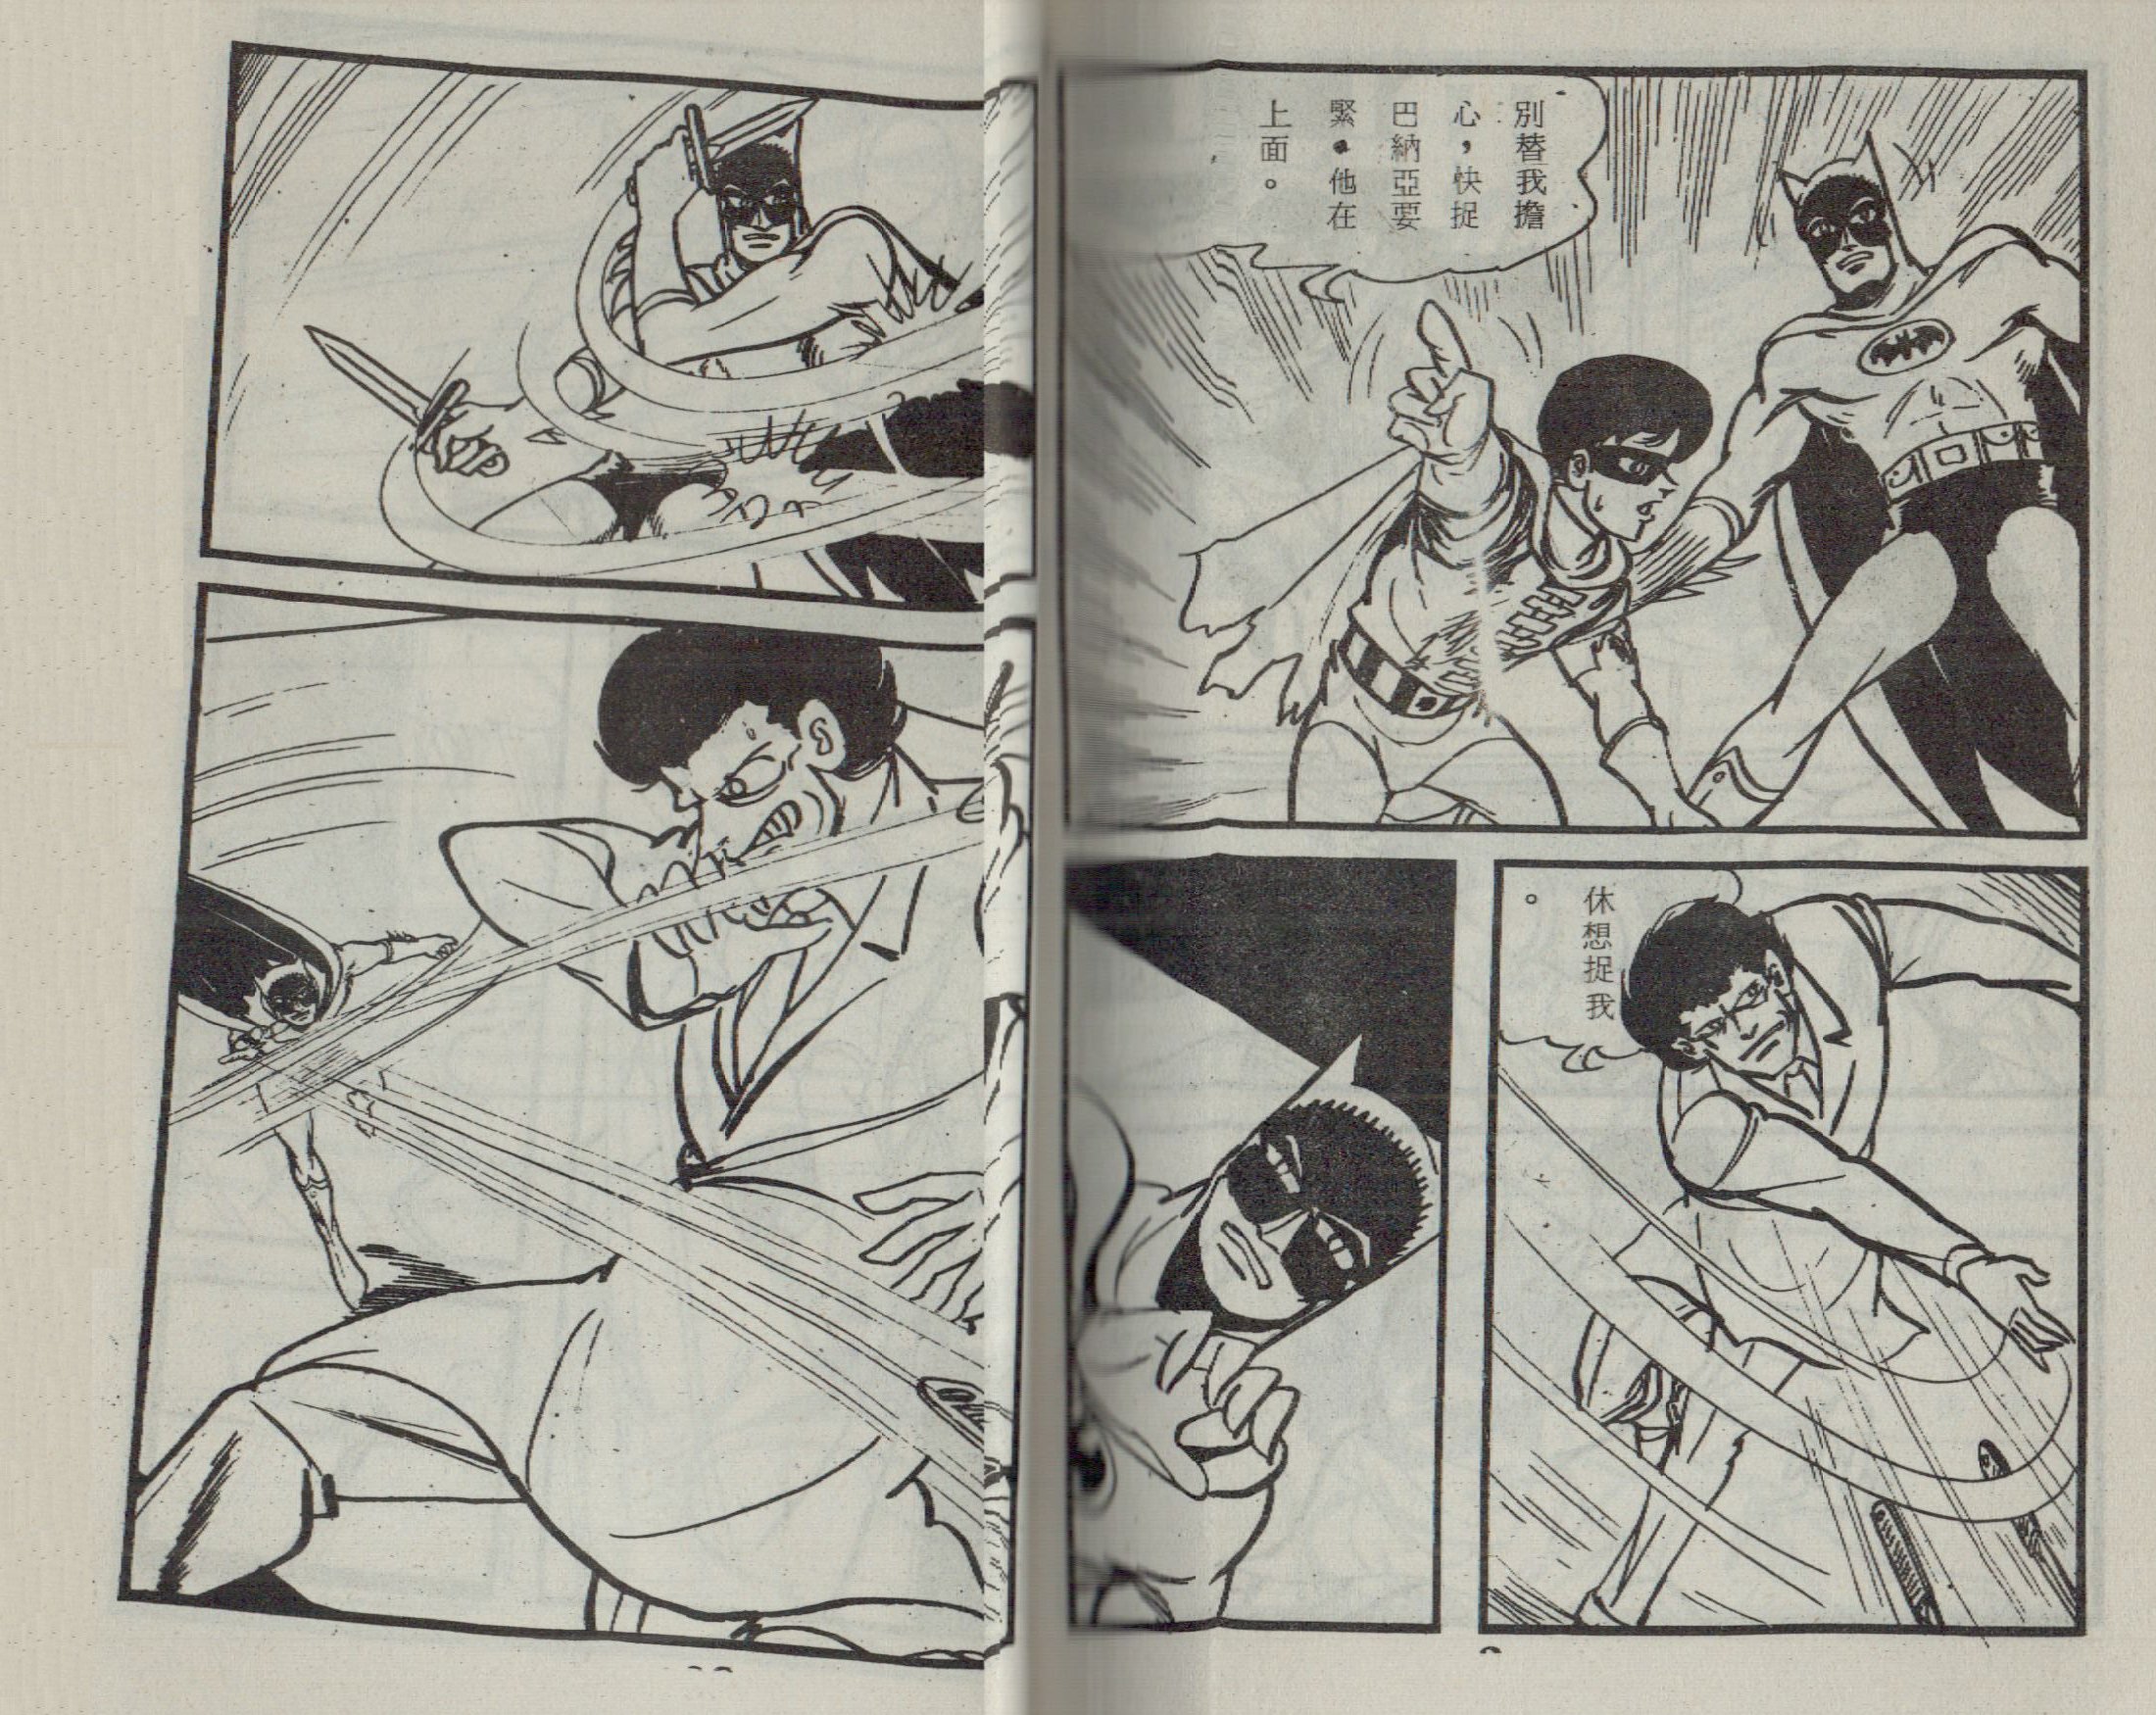 別替我擔
心，快捉
巴納亞要
緊・他在
上面。
休想捉我
。